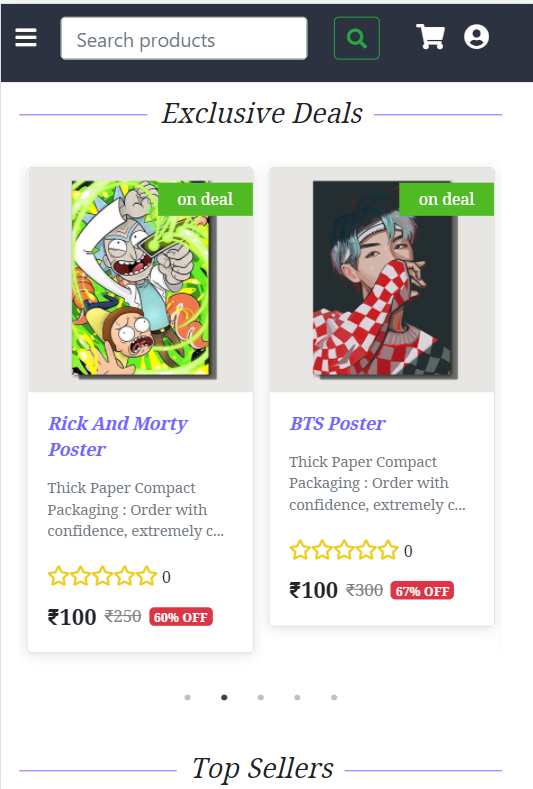 Search products
Exclusive Deals
on deal
Rick And Morty
Poster
Thick Paper Compact
Packaging : Order with
confidence, extremely c...
0
₹100 ₹250 60% OFF
on deal
BTS Poster
Thick Paper Compact
Packaging : Order with
confidence, extremely c...
0
₹100 ₹300 67% OFF
Top Sellers